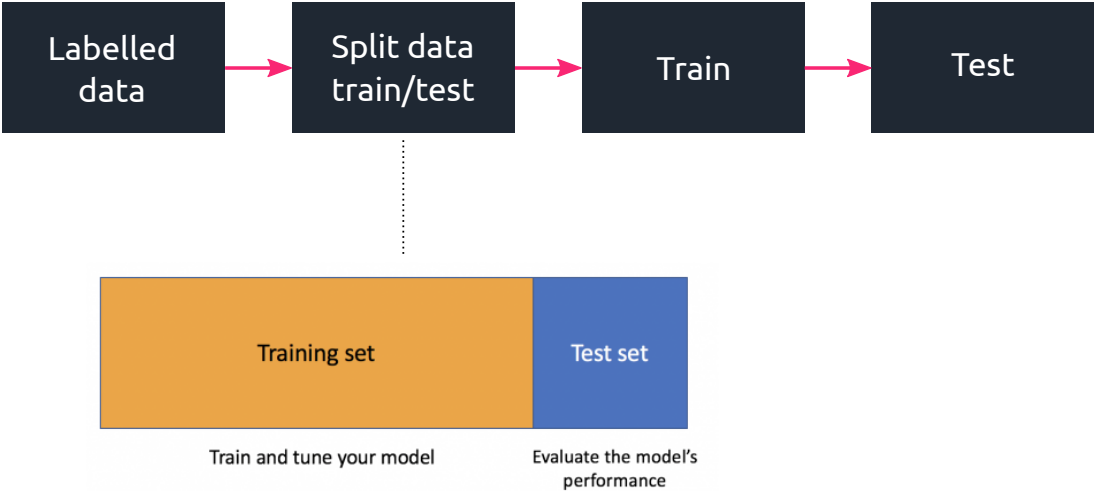 Labelled
data
Split data
train/test
Train
Test
Training set
Test set
Train and tune your model
Evaluate the model's
performance